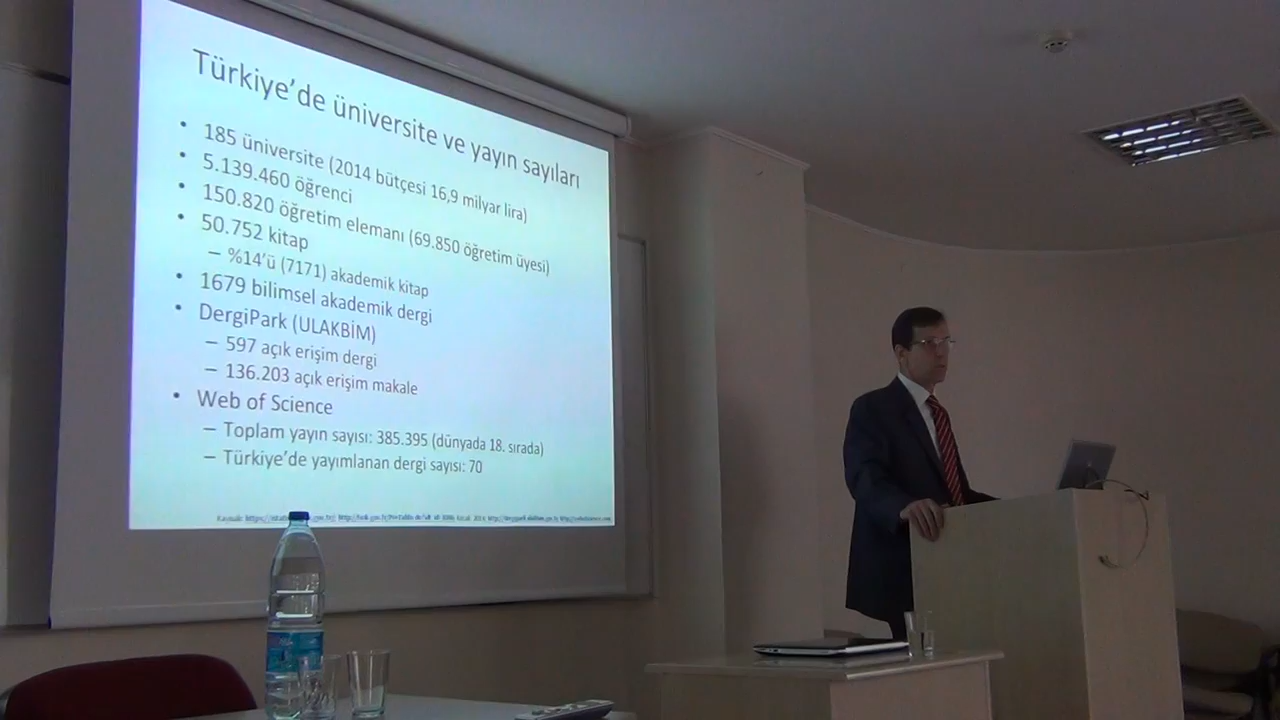 Türkiye’de üniversite ve yayın sayıları
• 185 üniversite (2014 bütçesi 16,9 milyar lira)
• 5.139.460 öğrenci
• 150.820 öğretim elemanı (69.850 öğretim üyesi)
• 50.752 kitap
– %14’ü (7171) akademik kitap
• 1679 bilimsel akademik dergi
• DergiPark (ULAKBİM)
– 597 açık erişim dergi
– 136.203 açık erişim makale
• Web of Science
– Toplam yayın sayısı: 385.395 (dünyada 18. sırada)
– Türkiye’de yayımlanan dergi sayısı: 70
Kaynak: